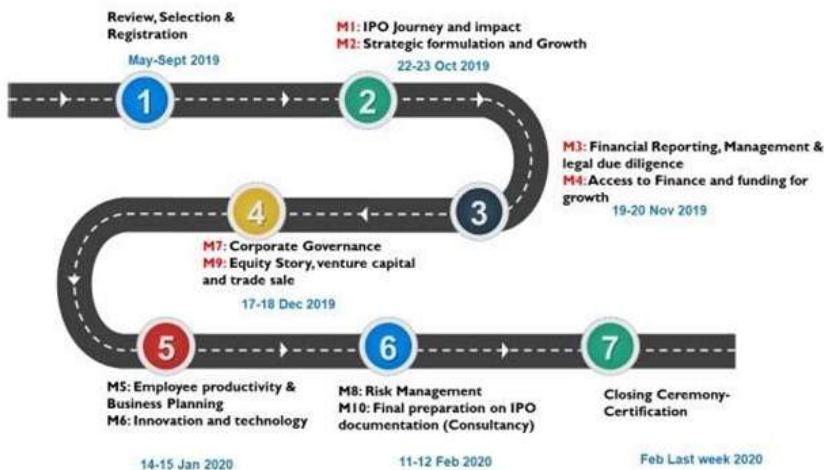 Review, Selection &
Registration
May-Sept 2019
1
M1: IPO Journey and impact
M2: Strategic formulation and Growth
22-23 Oct 2019
2
M3: Financial Reporting, Management &
legal due diligence
M4: Access to Finance and funding for
growth
19-20 Nov 2019
3
4
M7: Corporate Governance
M9: Equity Story, venture capital
and trade sale
17-18 Dec 2019
5
M5: Employee productivity &
Business Planning
M6: Innovation and technology
14-15 Jan 2020
6
M8: Risk Management
M10: Final preparation on IPO
documentation (Consultancy)
11-12 Feb 2020
7
Closing Ceremony-
Certification
Feb Last week 2020